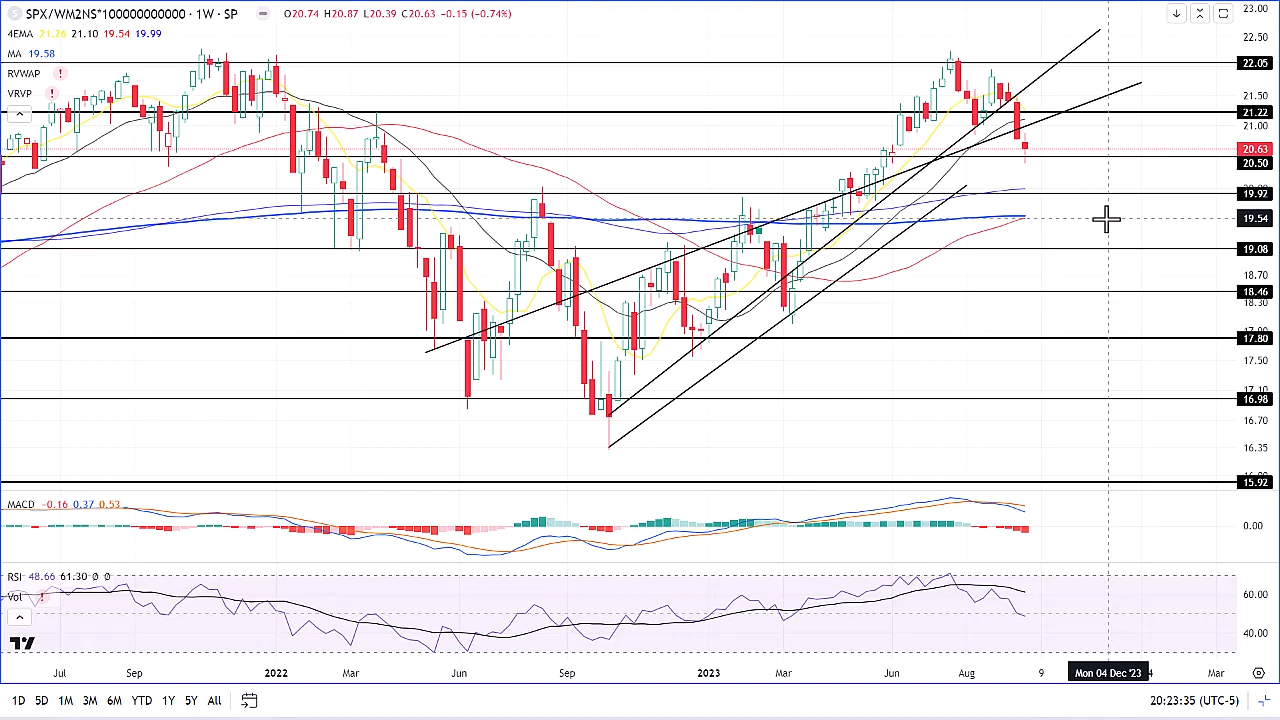 SPX/WM2NS*100000000000 · 1W · SP O20.74 H20.87 L20.39 C20.63 -0.15 (-0.74%)
4EMA 21.26 21.10 19.54 19.99
MA 19.58
RVWAP !
VRVP !
23.00
22.50
22.05
21.50
21.22
21.00
20.63
20.50
19.92
19.54
19.08
18.70
18.46
18.30
17.80
17.50
17.10
16.98
16.70
16.35
15.92
MACD -0.16 0.37 0.53
0.00
RSI 48.66 61.30 0 0
Vol !
60.00
40.00
Jul Sep 2022 Mar Jun Sep 2023 Mar Jun Aug 9 Mon 04 Dec '23 4 Mar
1D 5D 1M 3M 6M YTD 1Y 5Y All 20:23:35 (UTC-5)